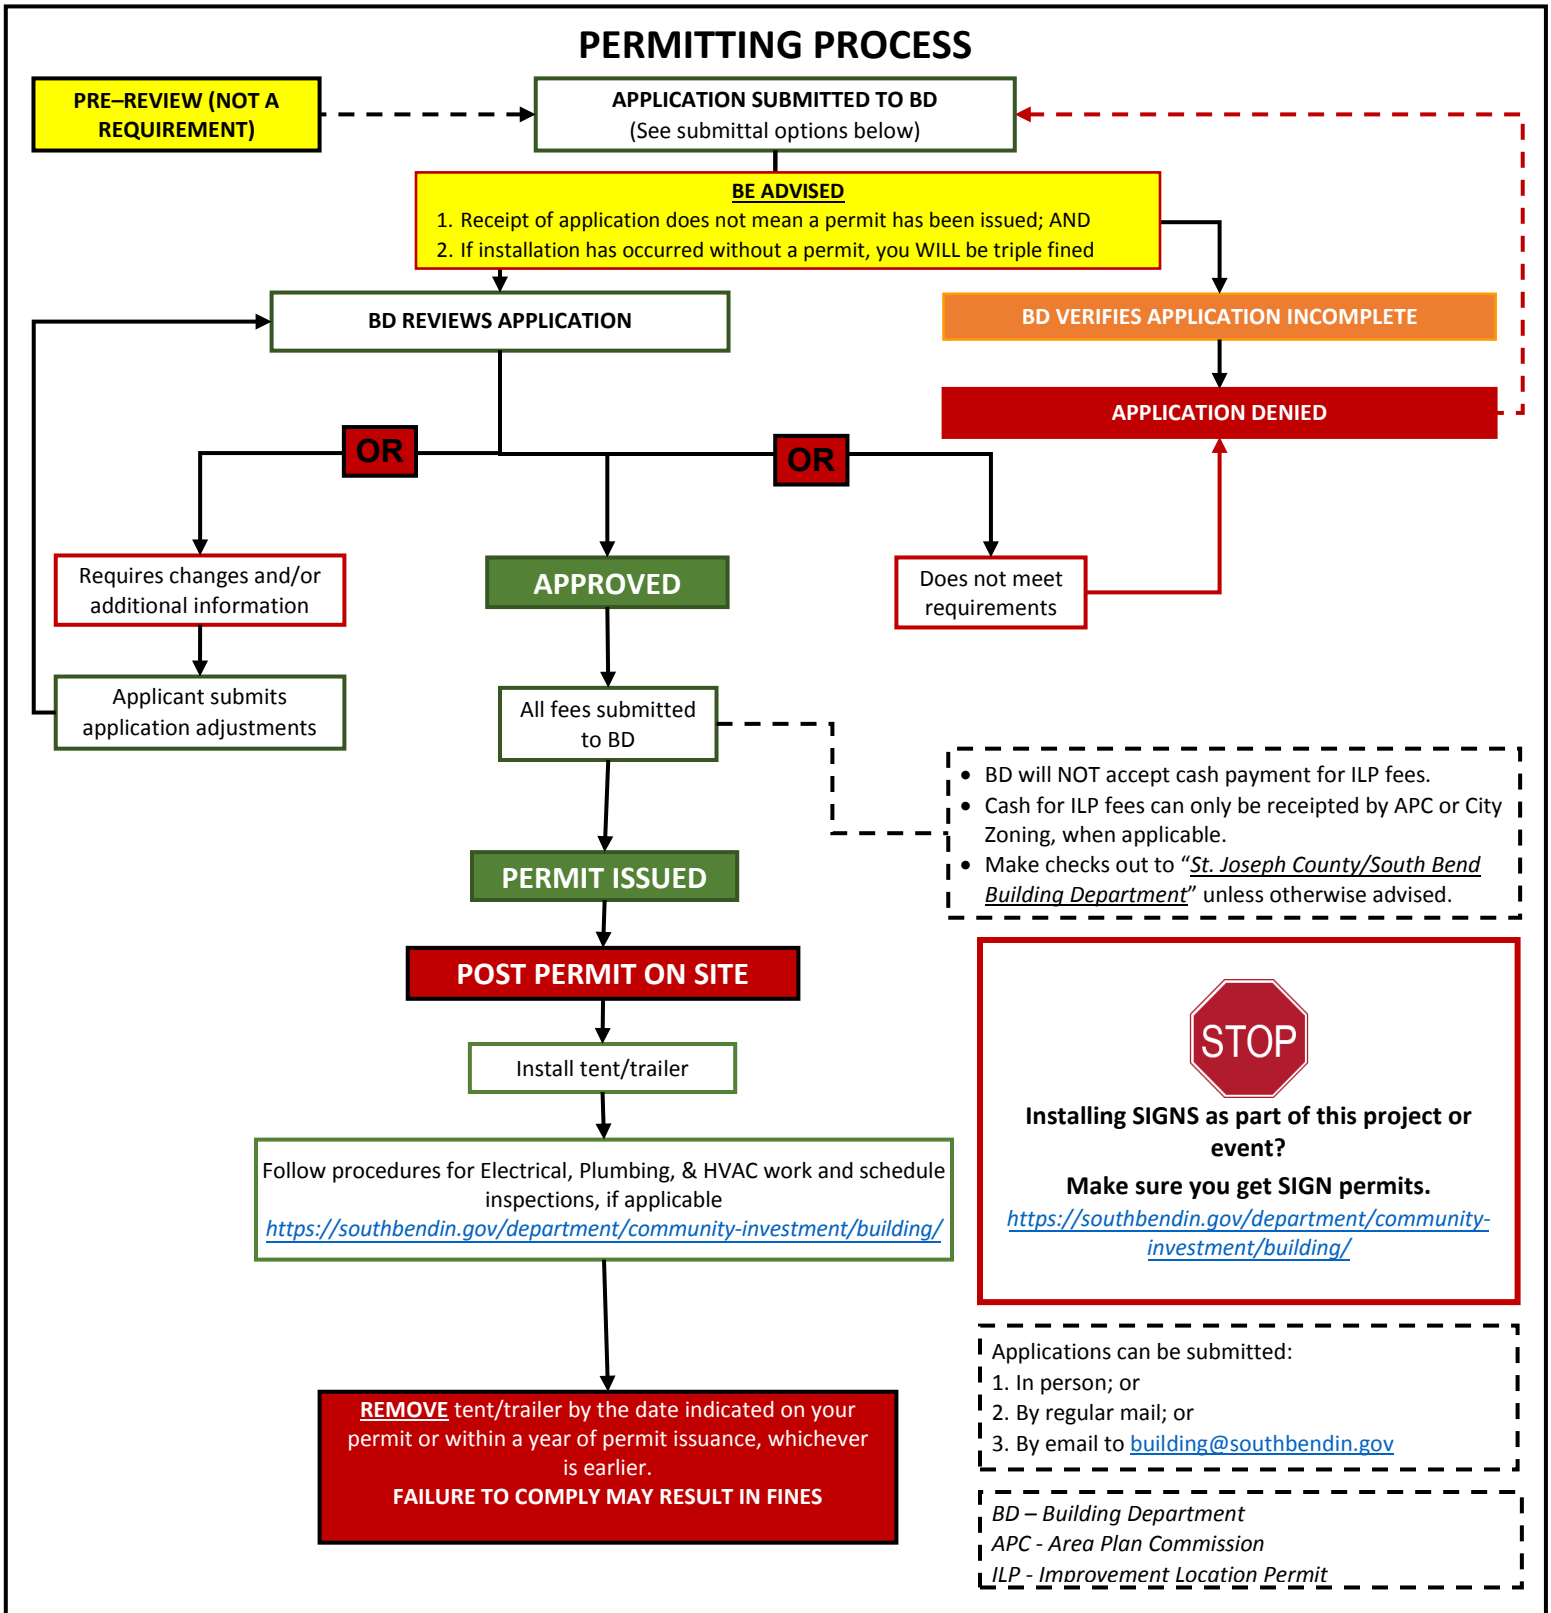 PERMITTING PROCESS
PRE–REVIEW (NOT A
REQUIREMENT)
APPLICATION SUBMITTED TO BD
(See submittal options below)
BE ADVISED
1. Receipt of application does not mean a permit has been issued; AND
2. If installation has occurred without a permit, you WILL be triple fined
BD REVIEWS APPLICATION
BD VERIFIES APPLICATION INCOMPLETE
APPLICATION DENIED
OR
OR
Requires changes and/or
additional information
APPROVED
Does not meet
requirements
Applicant submits
application adjustments
All fees submitted
to BD
• BD will NOT accept cash payment for ILP fees.
• Cash for ILP fees can only be receipted by APC or City
Zoning, when applicable.
• Make checks out to “St. Joseph County/South Bend
Building Department” unless otherwise advised.
PERMIT ISSUED
POST PERMIT ON SITE
Install tent/trailer
STOP
Installing SIGNS as part of this project or
event?
Make sure you get SIGN permits.
https://southbendin.gov/department/community-
investment/building/
Follow procedures for Electrical, Plumbing, & HVAC work and schedule
inspections, if applicable
https://southbendin.gov/department/community-investment/building/
Applications can be submitted:
1. In person; or
2. By regular mail; or
3. By email to building@southbendin.gov
REMOVE tent/trailer by the date indicated on your
permit or within a year of permit issuance, whichever
is earlier.
FAILURE TO COMPLY MAY RESULT IN FINES
BD – Building Department
APC - Area Plan Commission
ILP - Improvement Location Permit